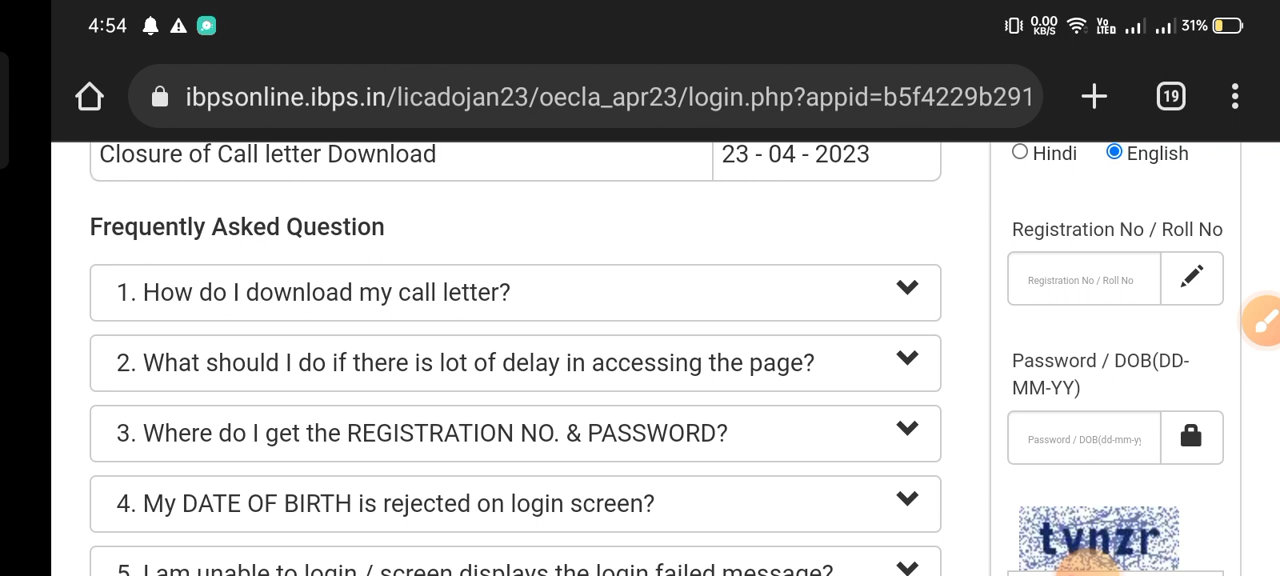 4:54 0.00 KB/S Vo LTED 31%
ibpsonline.ibps.in/licadojan23/oecla_apr23/login.php?appid=b5f4229b291
19
Closure of Call letter Download 23 - 04 - 2023
Frequently Asked Question
1. How do I download my call letter?
2. What should I do if there is lot of delay in accessing the page?
3. Where do I get the REGISTRATION NO. & PASSWORD?
4. My DATE OF BIRTH is rejected on login screen?
5. I am unable to login / screen displays the login failed message?
Hindi English
Registration No / Roll No
Registration No / Roll No
Password / DOB(DD-
MM-YY)
Password / DOB(dd-mm-y
tvnzr